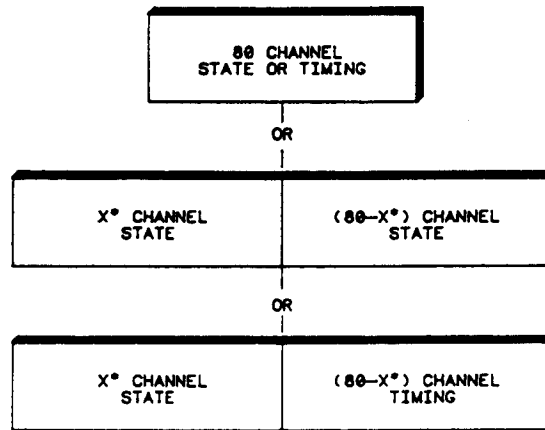 80 CHANNEL
STATE OR TIMING
OR
X* CHANNEL
STATE
(80-X*) CHANNEL
STATE
OR
X* CHANNEL
STATE
(80-X*) CHANNEL
TIMING